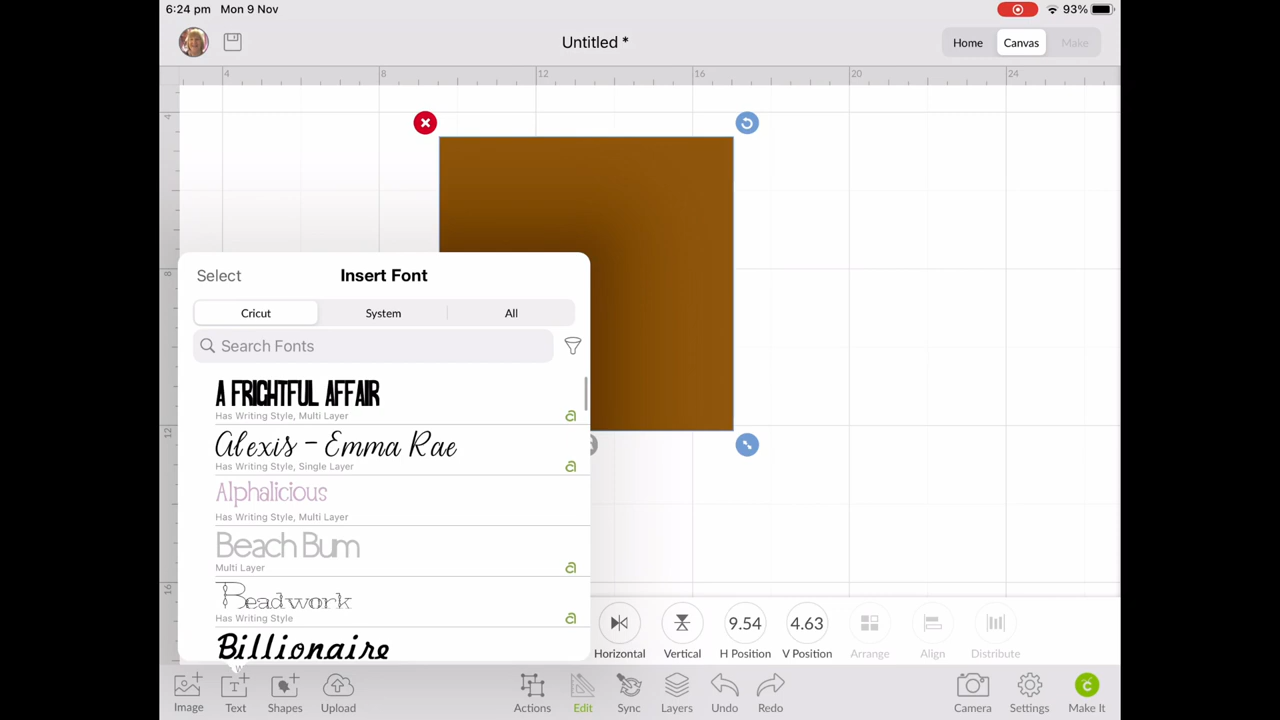 6:24 pm Mon 9 Nov 93%
Untitled *
Home Canvas Make
4 8 12 16 20 24
4
8
12
16
Select Insert Font
Cricut System All
Search Fonts
A FRIGHTFUL AFFAIR
Has Writing Style, Multi Layer
a
Alexis - Emma Rae
Has Writing Style, Single Layer
a
Alphalicious
Has Writing Style, Multi Layer
Beach Bum
Multi Layer
a
Beadwork
Has Writing Style
a
Billionaire
9.54 4.63
Horizontal Vertical H Position V Position Arrange Align Distribute
Image Text Shapes Upload Actions Edit Sync Layers Undo Redo Camera Settings Make It